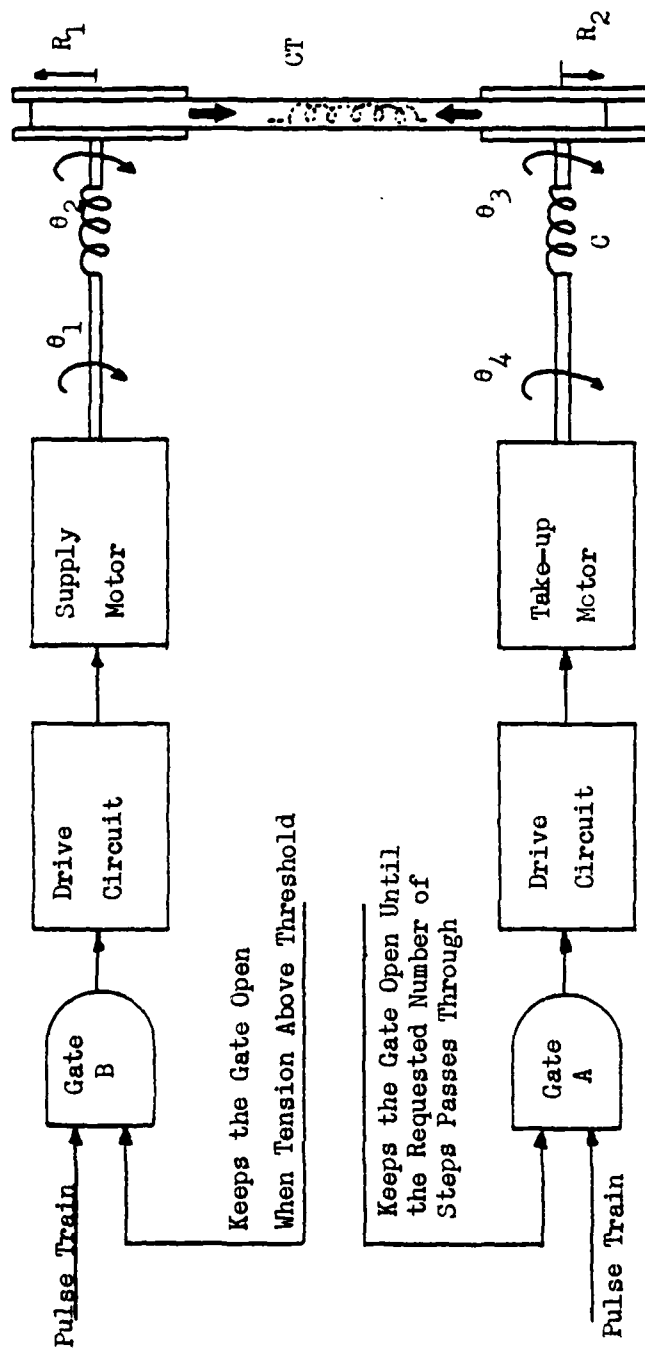 Pulse Train
Gate
B
Drive
Circuit
Supply
Motor
θ1
θ2
R1
Keeps the Gate Open
When Tension Above Threshold
CT
Keeps the Gate Open Until
the Requested Number of
Steps Passes Through
Pulse Train
Gate
A
Drive
Circuit
Take-up
Motor
θ4
θ3
C
R2